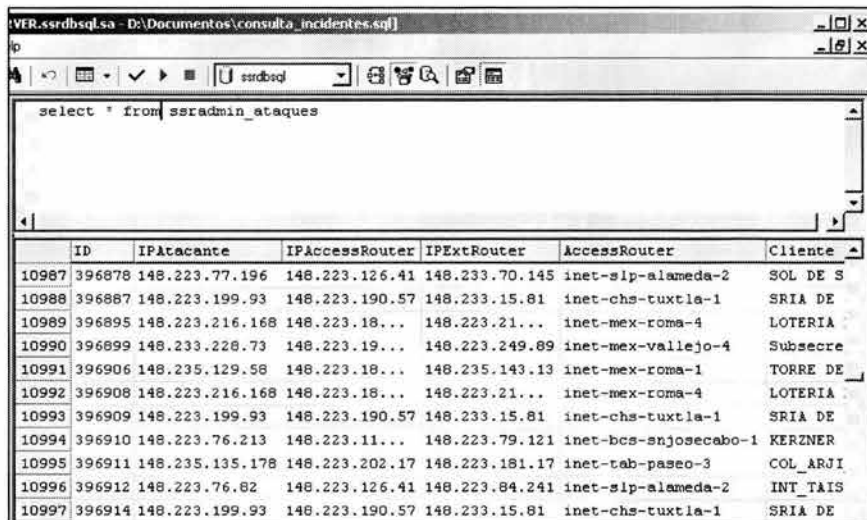 VER.ssrdbsql.sa - D:\Documentos\consulta_incidentes.sql]
lp
ssrdbsql
select * from ssradmin_ataques
ID IPAtacante IPAccessRouter IPExtRouter AccessRouter Cliente
10987 396878 148.223.77.196 148.223.126.41 148.233.70.145 inet-slp-alameda-2 SOL DE S
10988 396887 148.223.199.93 148.223.190.57 148.233.15.81 inet-chs-tuxtla-1 SRIA DE
10989 396895 148.223.216.168 148.223.18... 148.223.21... inet-mex-roma-4 LOTERIA
10990 396899 148.233.228.73 148.223.19... 148.223.249.89 inet-mex-vallejo-4 Subsecre
10991 396906 148.235.129.58 148.223.18... 148.235.143.13 inet-mex-roma-1 TORRE DE
10992 396908 148.223.216.168 148.223.18... 148.223.21... inet-mex-roma-4 LOTERIA
10993 396909 148.223.199.93 148.223.190.57 148.233.15.81 inet-chs-tuxtla-1 SRIA DE
10994 396910 148.223.76.213 148.223.11... 148.223.79.121 inet-bcs-snjosecabo-1 KERZNER
10995 396911 148.235.135.178 148.223.202.17 148.223.181.17 inet-tab-paseo-3 COL_ARJI
10996 396912 148.223.76.82 148.223.126.41 148.223.84.241 inet-slp-alameda-2 INT_TAIS
10997 396914 148.223.199.93 148.223.190.57 148.233.15.81 inet-chs-tuxtla-1 SRIA DE